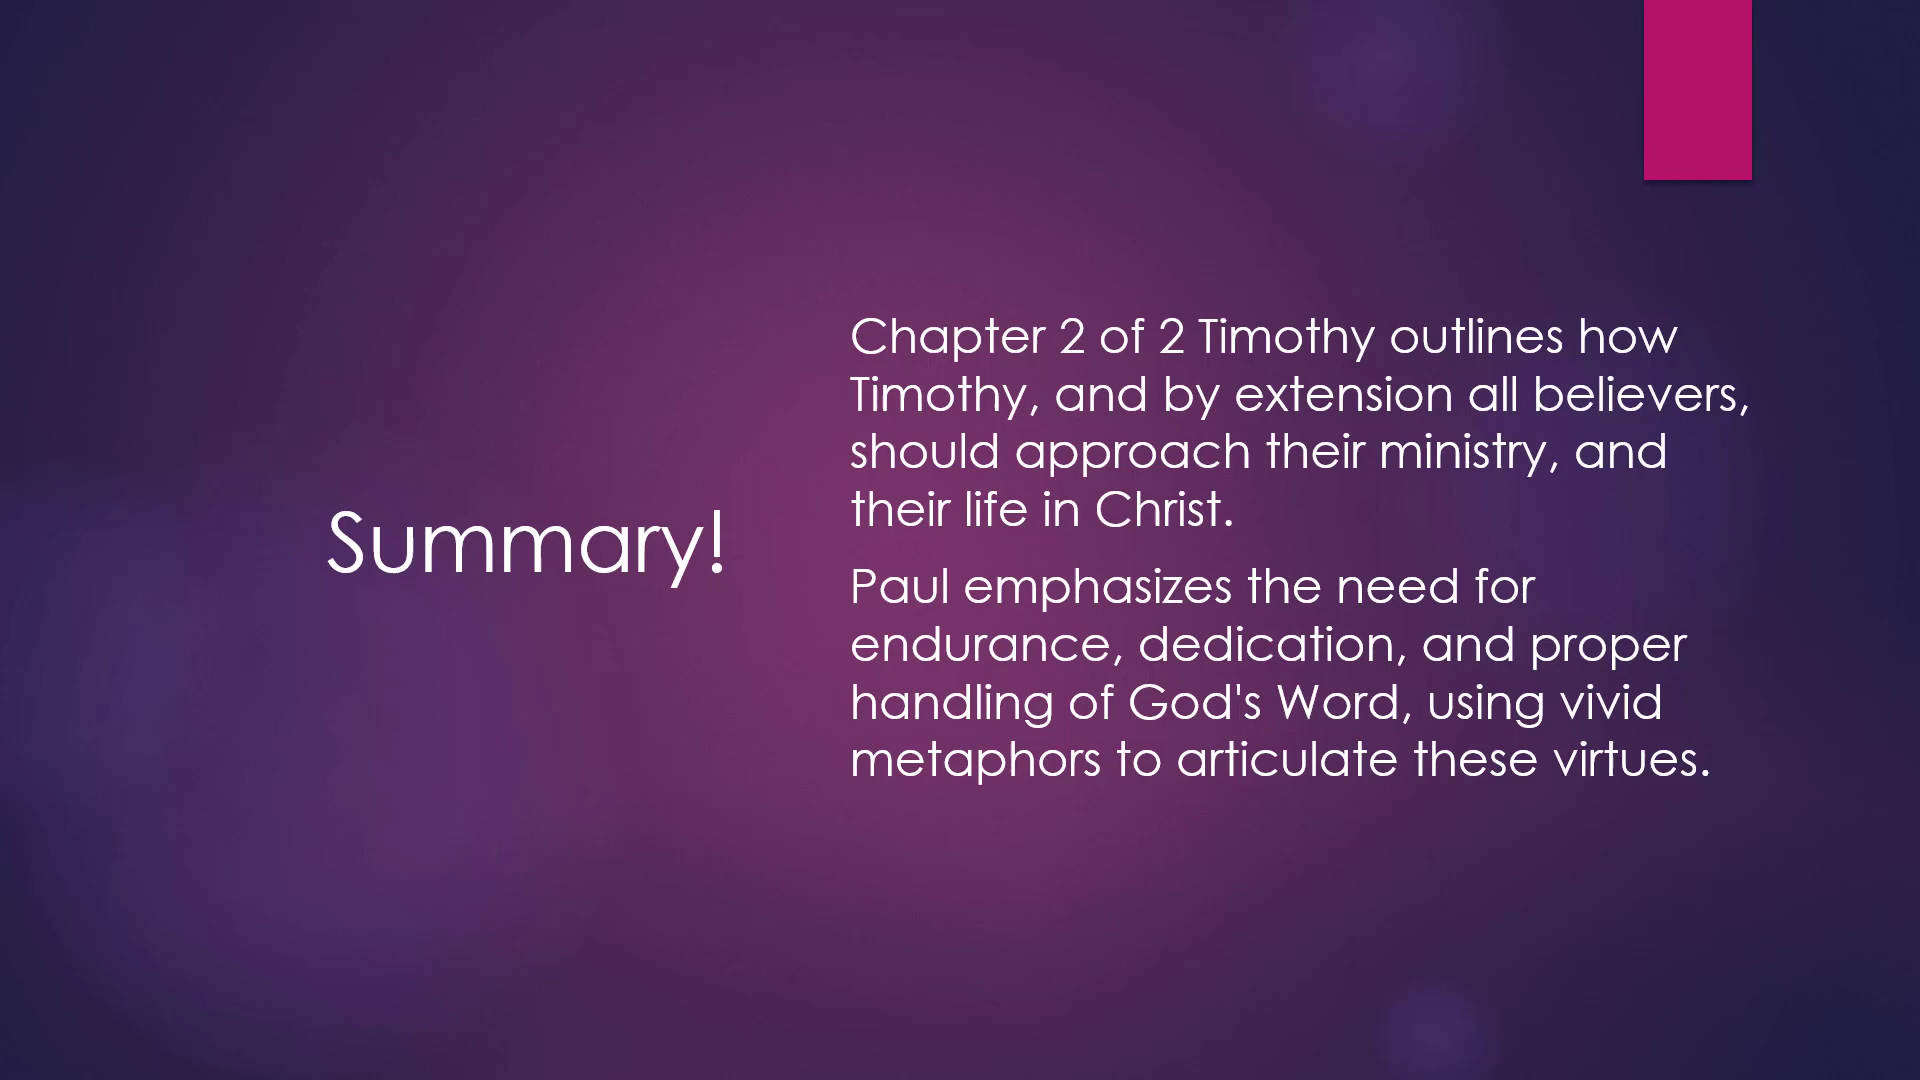 Summary!
Chapter 2 of 2 Timothy outlines how
Timothy, and by extension all believers,
should approach their ministry, and
their life in Christ.
Paul emphasizes the need for
endurance, dedication, and proper
handling of God's Word, using vivid
metaphors to articulate these virtues.